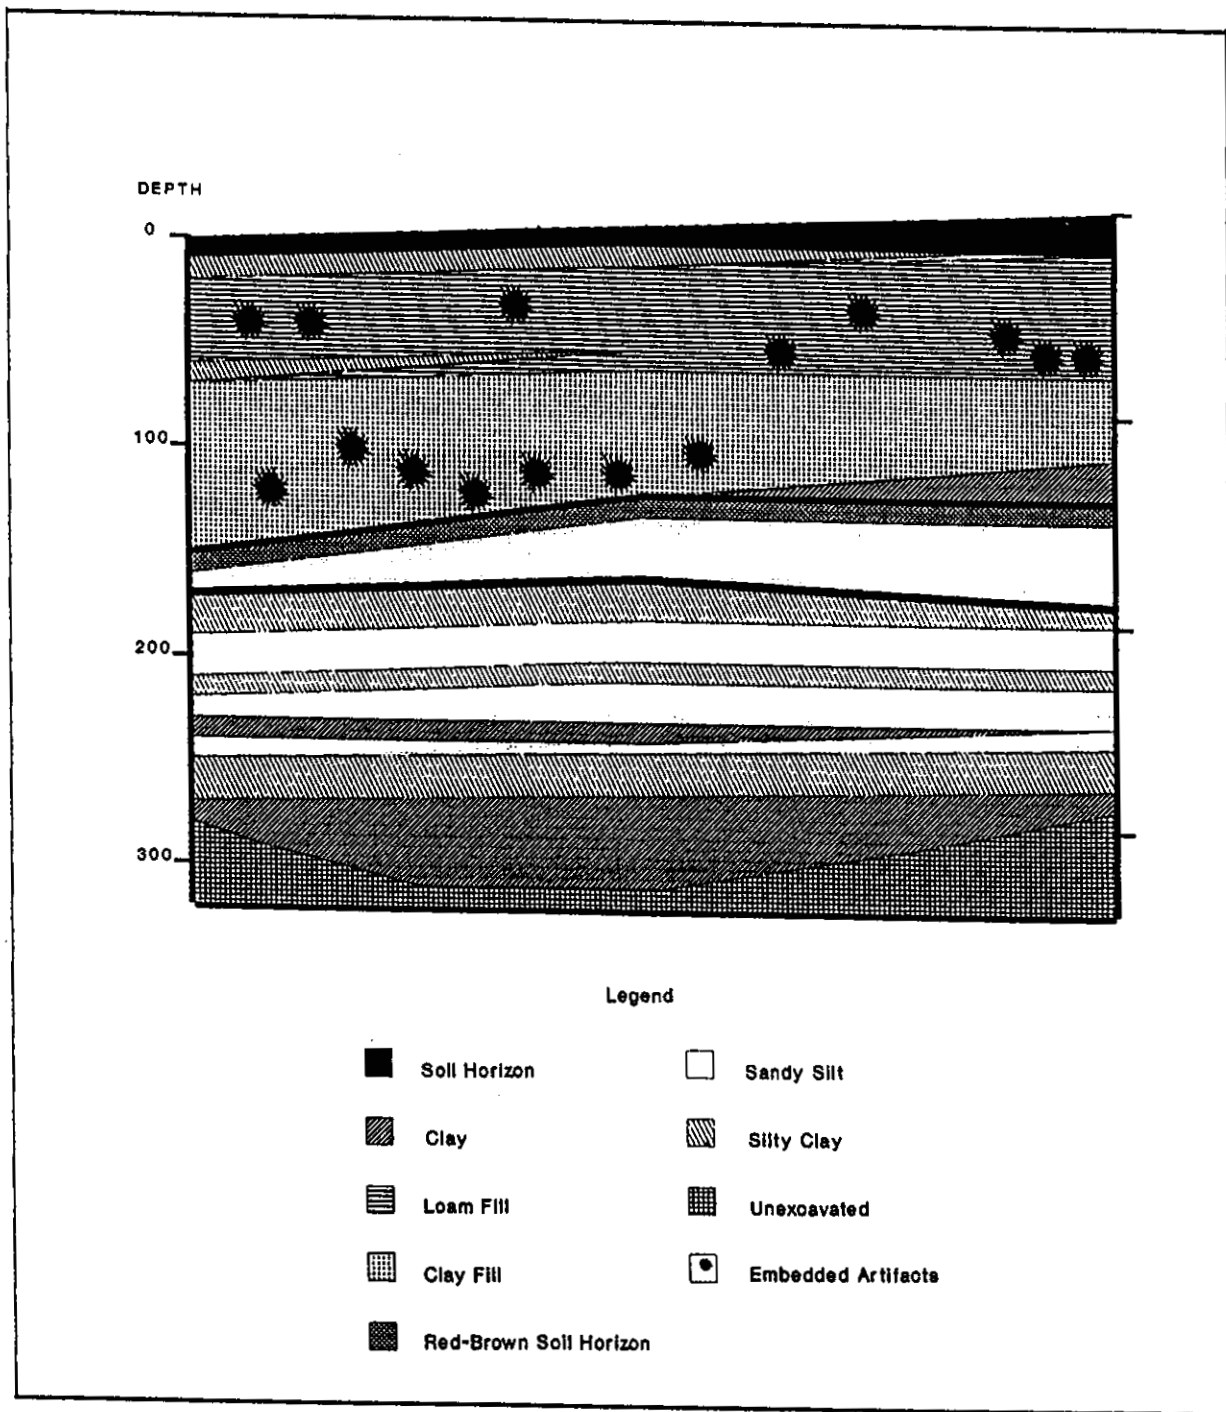 DEPTH
0
100
200
300
Legend
Soil Horizon
Sandy Silt
Clay
Silty Clay
Loam Fill
Unexcavated
Clay Fill
Embedded Artifacts
Red-Brown Soil Horizon